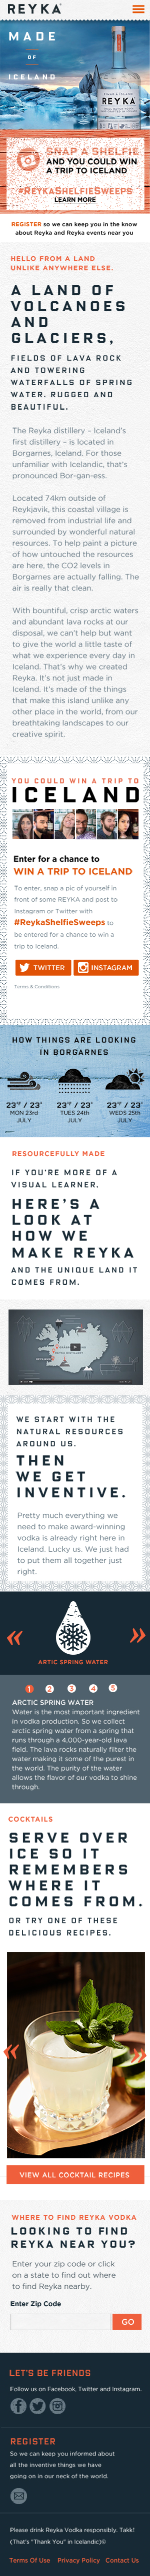 REYKA
MADE
OF
ICELAND
REYKA
SNAP A SHELFIE
AND YOU COULD WIN
A TRIP TO ICELAND
#REYKASHELFIESWEEPS
LEARN MORE
REGISTER so we can keep you in the know
about Reyka and Reyka events near you
HELLO FROM A LAND
UNLIKE ANYWHERE ELSE.
A LAND OF
VOLCANOES
AND
GLACIERS,
FIELDS OF LAVA ROCK
AND TOWERING
WATERFALLS OF SPRING
WATER. RUGGED AND
BEAUTIFUL.
The Reyka distillery – Iceland's
first distillery – is located in
Borgarnes, Iceland. For those
unfamiliar with Icelandic, that's
pronounced Bor-gan-ess.
Located 74km outside of
Reykjavik, this coastal village is
removed from industrial life and
surrounded by wonderful natural
resources. To help paint a picture
of how untouched the resources
are here, the CO2 levels in
Borgarnes are actually falling. The
air is really that clean.
With bountiful, crisp arctic waters
and abundant lava rocks at our
disposal, we can't help but want
to give the world a little taste of
what we experience every day in
Iceland. That's why we created
Reyka. It's not just made in
Iceland. It's made of the things
that make this island unlike any
other place in the world, from our
breathtaking landscapes to our
creative spirit.
YOU COULD WIN A TRIP TO
ICELAND
Enter for a chance to
WIN A TRIP TO ICELAND
To enter, snap a pic of yourself in
front of some REYKA and post to
Instagram or Twitter with
#ReykaShelfieSweeps to
be entered for a chance to win a
trip to Iceland.
TWITTER
INSTAGRAM
Terms & Conditions
HOW THINGS ARE LOOKING
IN BORGARNES
23° / 23° 23° / 23° 23° / 23°
MON 23rd TUES 24th WEDS 25th
JULY JULY JULY
RESOURCEFULLY MADE
IF YOU'RE MORE OF A
VISUAL LEARNER,
HERE'S A
LOOK AT
HOW WE
MAKE REYKA
AND THE UNIQUE LAND IT
COMES FROM.
WE START WITH THE
NATURAL RESOURCES
AROUND US.
THEN
WE GET
INVENTIVE.
Pretty much everything we
need to make award-winning
vodka is already right here in
Iceland. Lucky us. We just had
to put them all together just
right.
ARTIC SPRING WATER
1 2 3 4 5
ARCTIC SPRING WATER
Water is the most important ingredient
in vodka production. So we collect
arctic spring water from a spring that
runs through a 4,000-year-old lava
field. The lava rocks naturally filter the
water making it some of the purest in
the world. The purity of the water
allows the flavor of our vodka to shine
through.
COCKTAILS
SERVE OVER
ICE SO IT
REMEMBERS
WHERE IT
COMES FROM.
OR TRY ONE OF THESE
DELICIOUS RECIPES.
VIEW ALL COCKTAIL RECIPES
WHERE TO FIND REYKA VODKA
LOOKING TO FIND
REYKA NEAR YOU?
Enter your zip code or click
on a state to find out where
to find Reyka nearby.
Enter Zip Code
GO
LET'S BE FRIENDS
Follow us on Facebook, Twitter and Instagram.
REGISTER
So we can keep you informed about
all the inventive things we have
going on in our neck of the world.
Please drink Reyka Vodka responsibly. Takk!
(That's "Thank You" in Icelandic)©
Terms Of Use Privacy Policy Contact Us